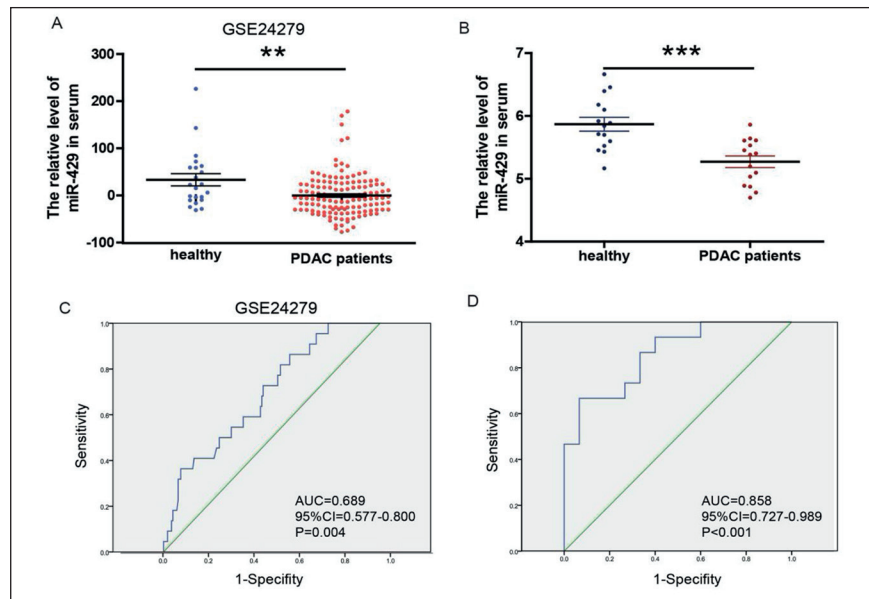 A
GSE24279
**
The relative level of
miR-429 in serum
300
200
100
0
-100
healthy
PDAC patients
B
***
The relative level of
miR-429 in serum
7
6
5
4
healthy
PDAC patients
C
GSE24279
Sensitivity
1.0
0.8
0.6
0.4
0.2
0.0
AUC=0.689
95%CI=0.577-0.800
P=0.004
0.0 0.2 0.4 0.6 0.8 1.0
1-Specifity
D
Sensitivity
1.0
0.8
0.6
0.4
0.2
0.0
AUC=0.858
95%CI=0.727-0.989
P<0.001
0.0 0.2 0.4 0.6 0.8 1.0
1-Specifity